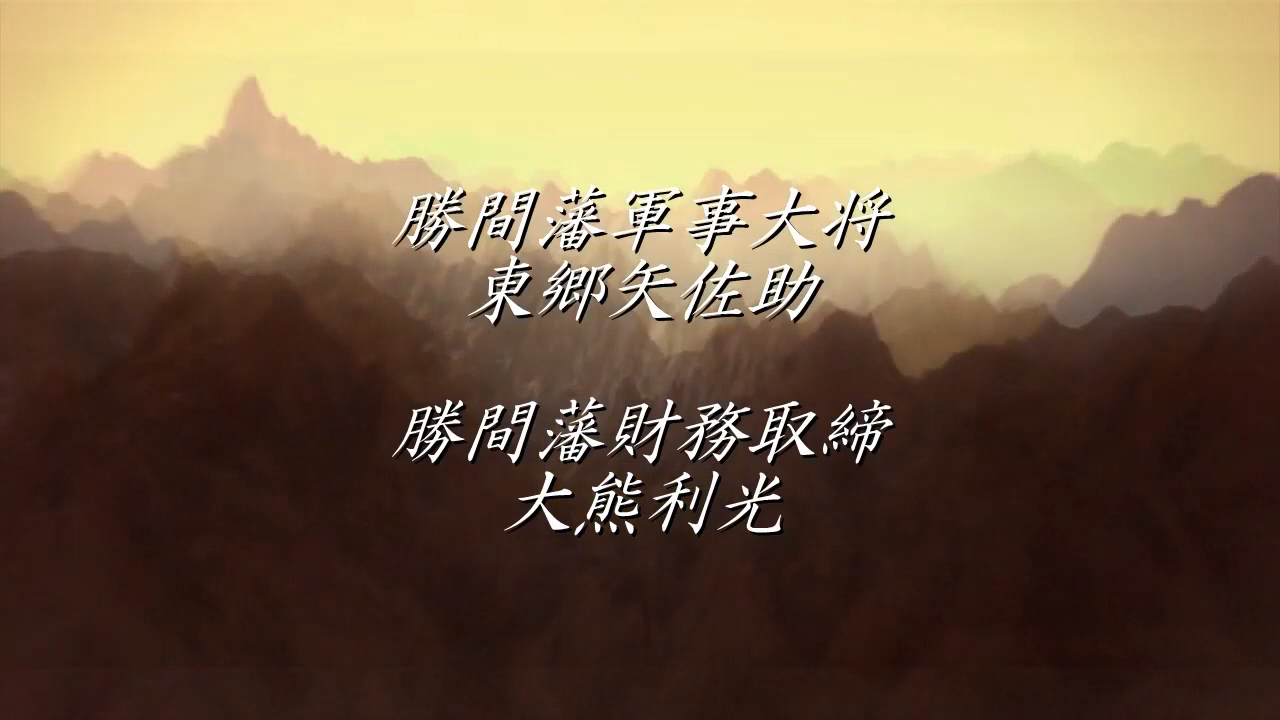 勝間藩軍事大将
東郷矢佐助
勝間藩財務取締
大熊利光